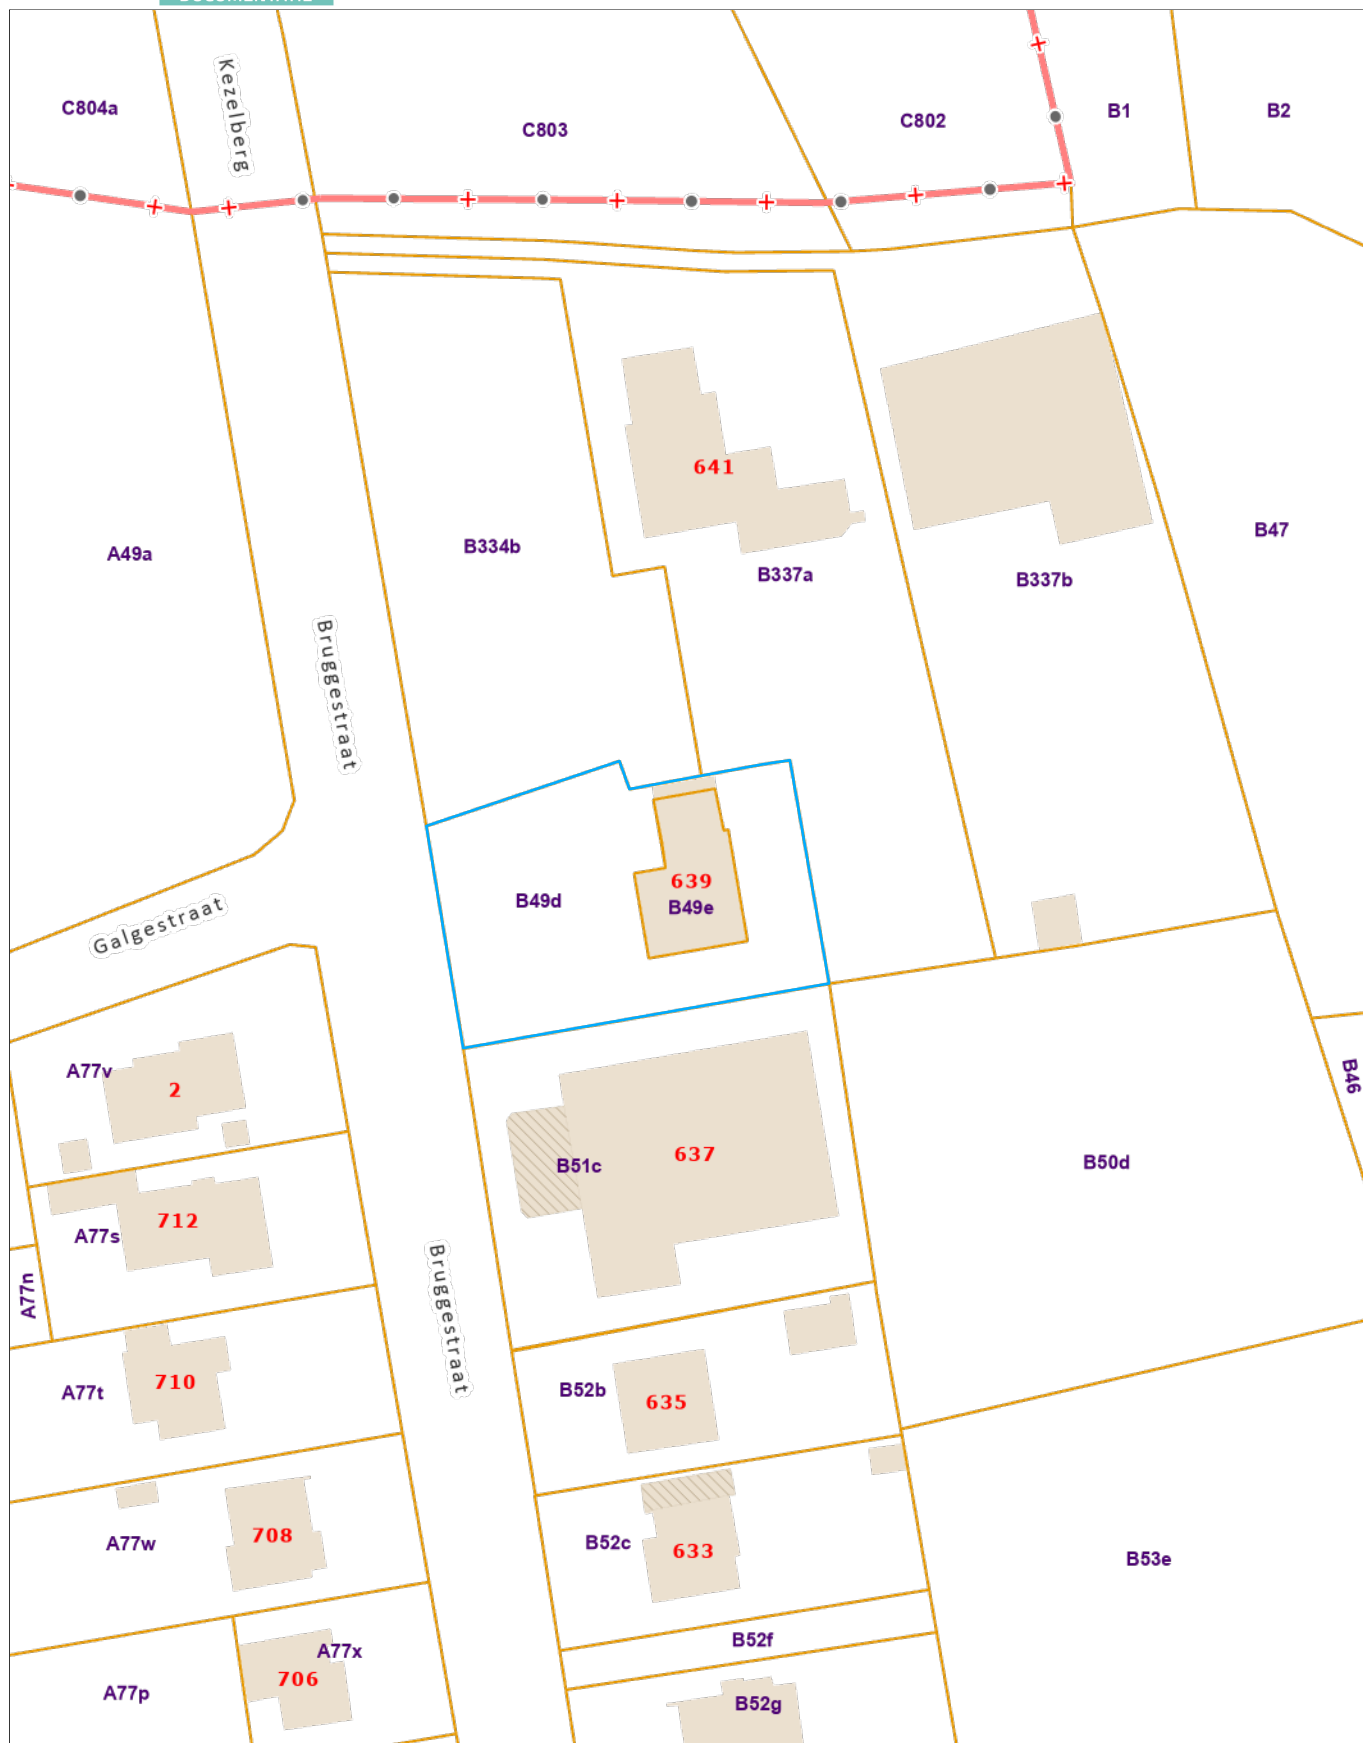 C804a
Kezelberg
C803
C802
B1
B2
641
A49a
B334b
B337a
B337b
B47
Bruggestraat
639
B49d
B49e
Galgestraat
A77v
2
B46
637
B51c
B50d
712
A77s
A77n
Bruggestraat
710
A77t
B52b
635
708
A77w
B52c
633
B53e
B52f
A77x
706
A77p
B52g